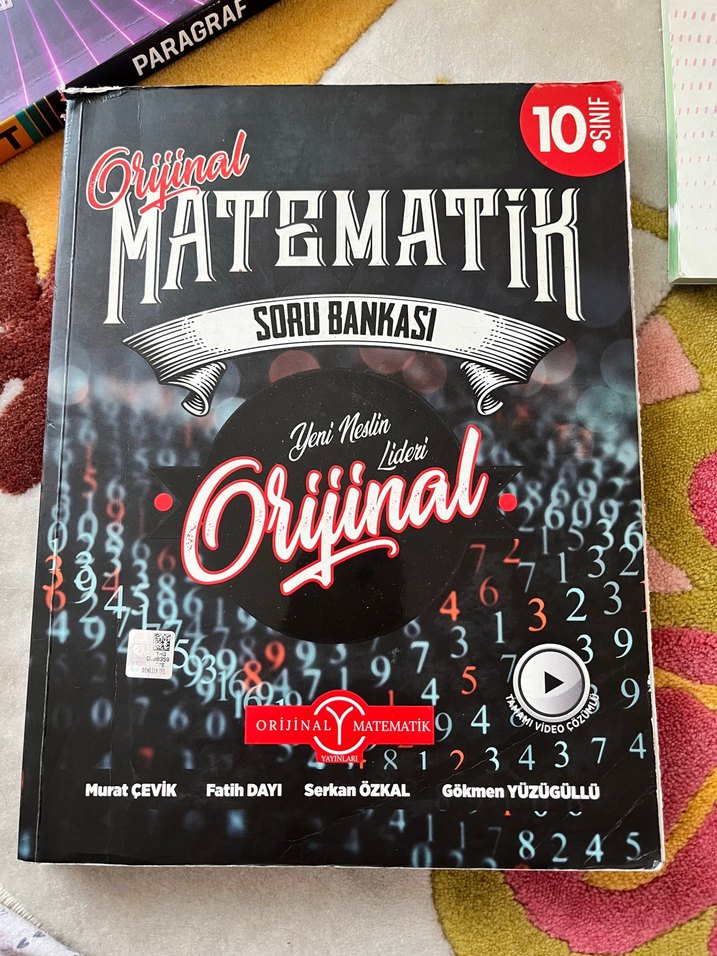 PARAGRAF
10.SINIF
Orijinal
MATEMATİK
SORU BANKASI
Yeni Neslin
Lideri
Orijinal
TAMAMI VİDEO ÇÖZÜMLÜ
ORİJİNAL MATEMATİK
YAYINLARI
Murat ÇEVİK Fatih DAYI Serkan ÖZKAL Gökmen YÜZÜGÜLLÜ